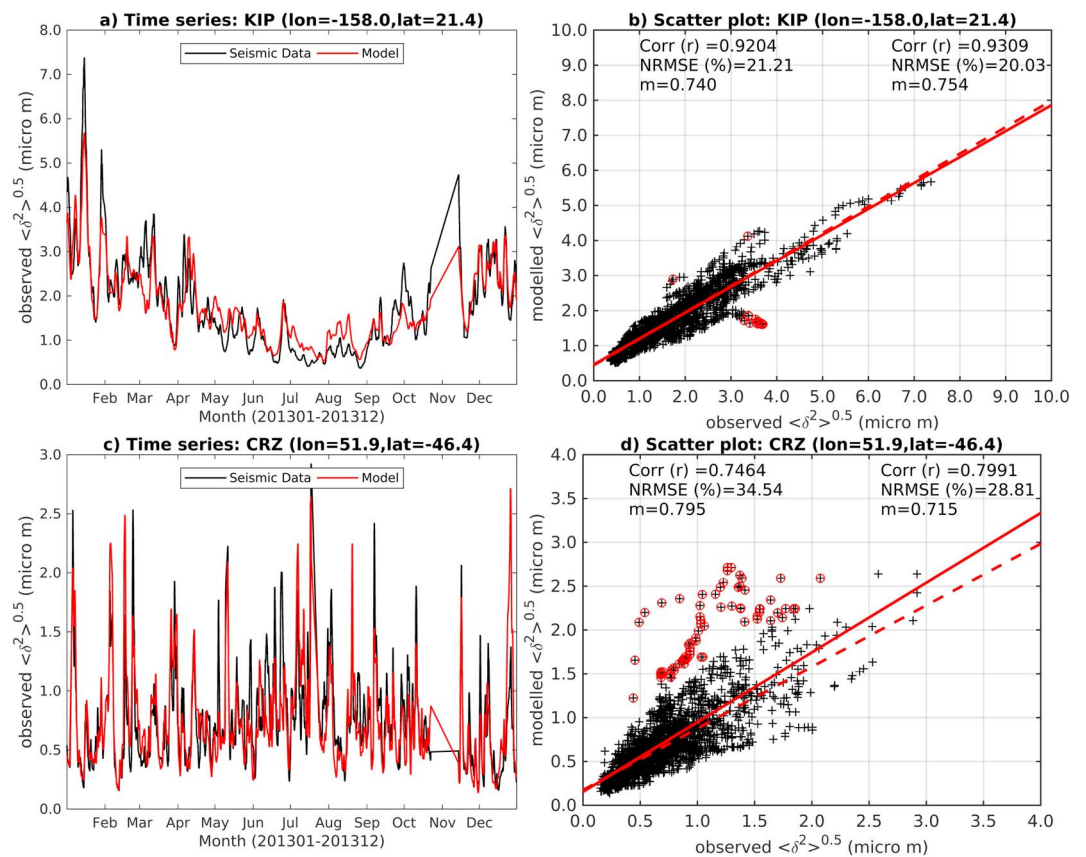 a) Time series: KIP (lon=-158.0,lat=21.4)
Seismic Data
Model
observed <δ²>^0.5 (micro m)
8.0
7.0
6.0
5.0
4.0
3.0
2.0
1.0
0.0
Feb Mar Apr May Jun Jul Aug Sep Oct Nov Dec
Month (201301-201312)
b) Scatter plot: KIP (lon=-158.0,lat=21.4)
Corr (r) =0.9204
NRMSE (%)=21.21
m=0.740
Corr (r) =0.9309
NRMSE (%)=20.03
m=0.754
modelled <δ²>^0.5 (micro m)
10.0
9.0
8.0
7.0
6.0
5.0
4.0
3.0
2.0
1.0
0.0
0.0 1.0 2.0 3.0 4.0 5.0 6.0 7.0 8.0 9.0 10.0
observed <δ²>^0.5 (micro m)
c) Time series: CRZ (lon=51.9,lat=-46.4)
Seismic Data
Model
observed <δ²>^0.5 (micro m)
3.0
2.5
2.0
1.5
1.0
0.5
0.0
Feb Mar Apr May Jun Jul Aug Sep Oct Nov Dec
Month (201301-201312)
d) Scatter plot: CRZ (lon=51.9,lat=-46.4)
Corr (r) =0.7464
NRMSE (%)=34.54
m=0.795
Corr (r) =0.7991
NRMSE (%)=28.81
m=0.715
modelled <δ²>^0.5 (micro m)
4.0
3.5
3.0
2.5
2.0
1.5
1.0
0.5
0.0
0.0 0.5 1.0 1.5 2.0 2.5 3.0 3.5 4.0
observed <δ²>^0.5 (micro m)